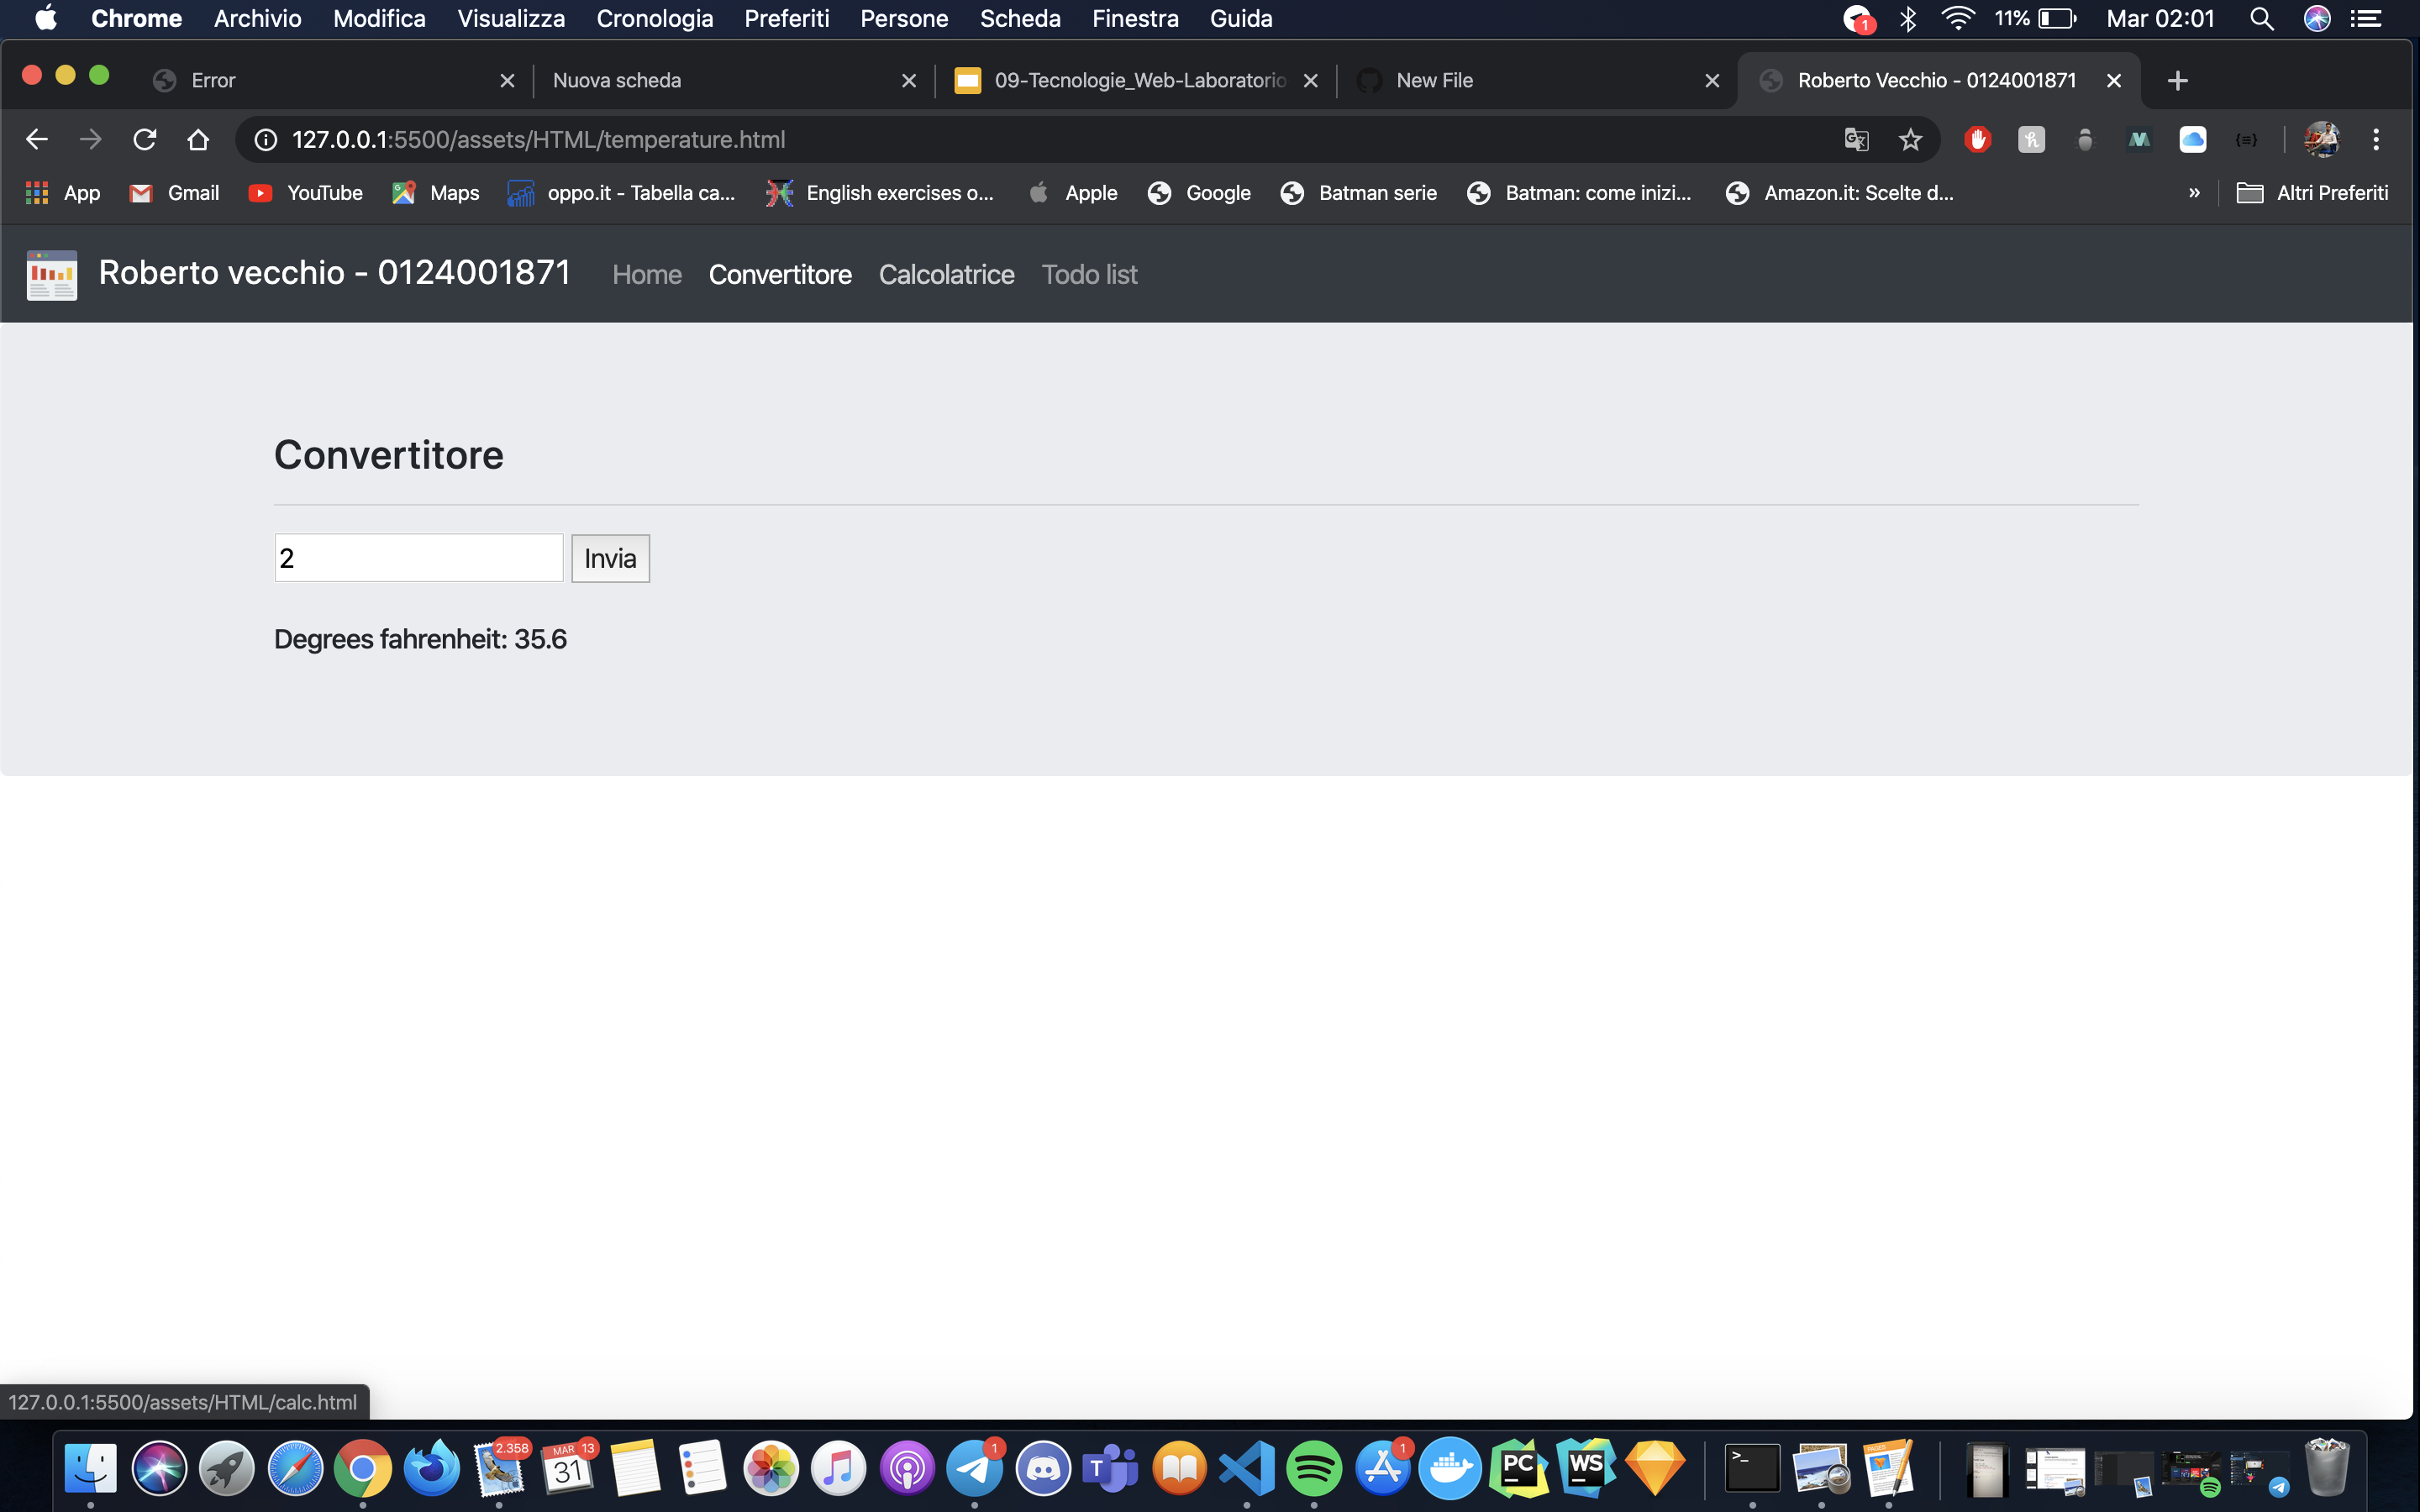 Chrome Archivio Modifica Visualizza Cronologia Preferiti Persone Scheda Finestra Guida 1 11% Mar 02:01
Error Nuova scheda 09-Tecnologie_Web-Laboratorio New File Roberto Vecchio - 0124001871
127.0.0.1:5500/assets/HTML/temperature.html
App Gmail YouTube Maps oppo.it - Tabella ca... English exercises o... Apple Google Batman serie Batman: come inizi... Amazon.it: Scelte d... » Altri Preferiti
Roberto vecchio - 0124001871 Home Convertitore Calcolatrice Todo list
Convertitore
2 Invia
Degrees fahrenheit: 35.6
127.0.0.1:5500/assets/HTML/calc.html
2.358 MAR 13 1 1
31 T PC WS >_ PAGES